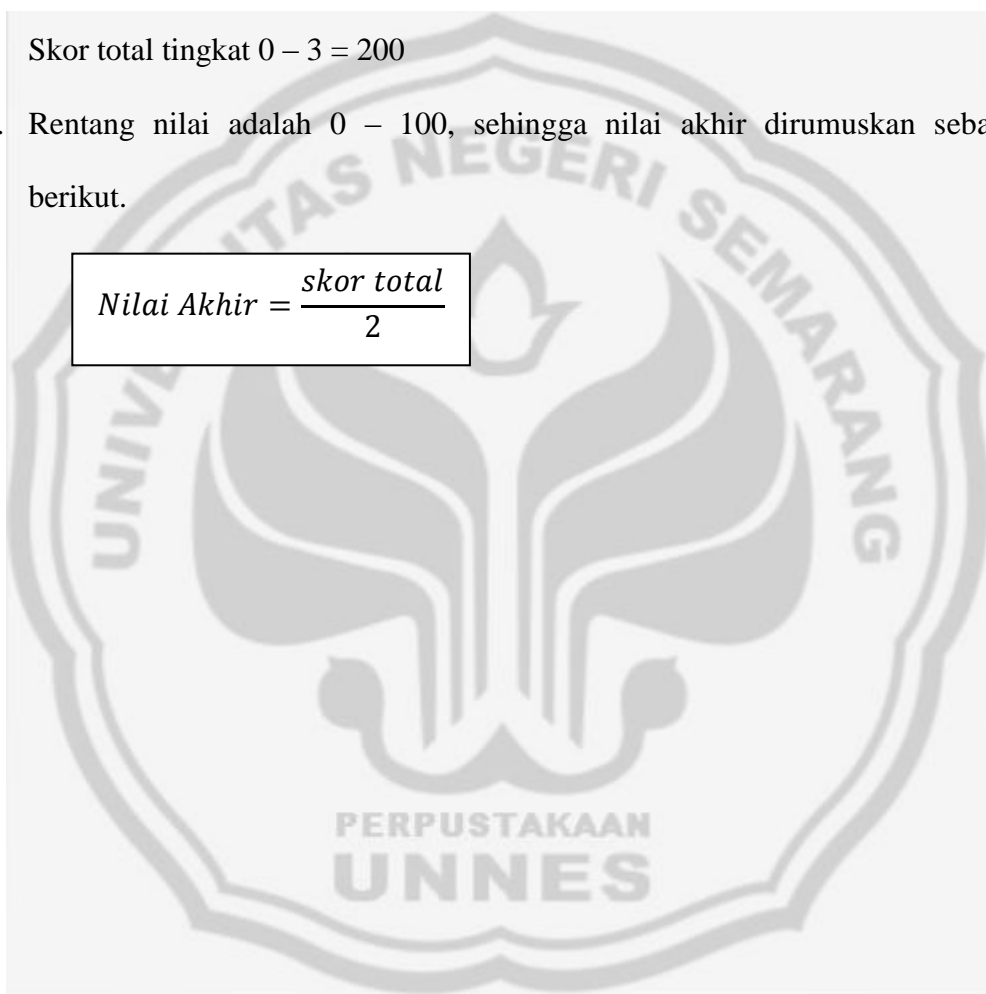 Skor total tingkat 0 – 3 = 200
. Rentang nilai adalah 0 – 100, sehingga nilai akhir dirumuskan
berikut.
Nilai Akhir = skor total / 2
UNIVERSITAS NEGERI SEMARANG
PERPUSTAKAAN
UNNES